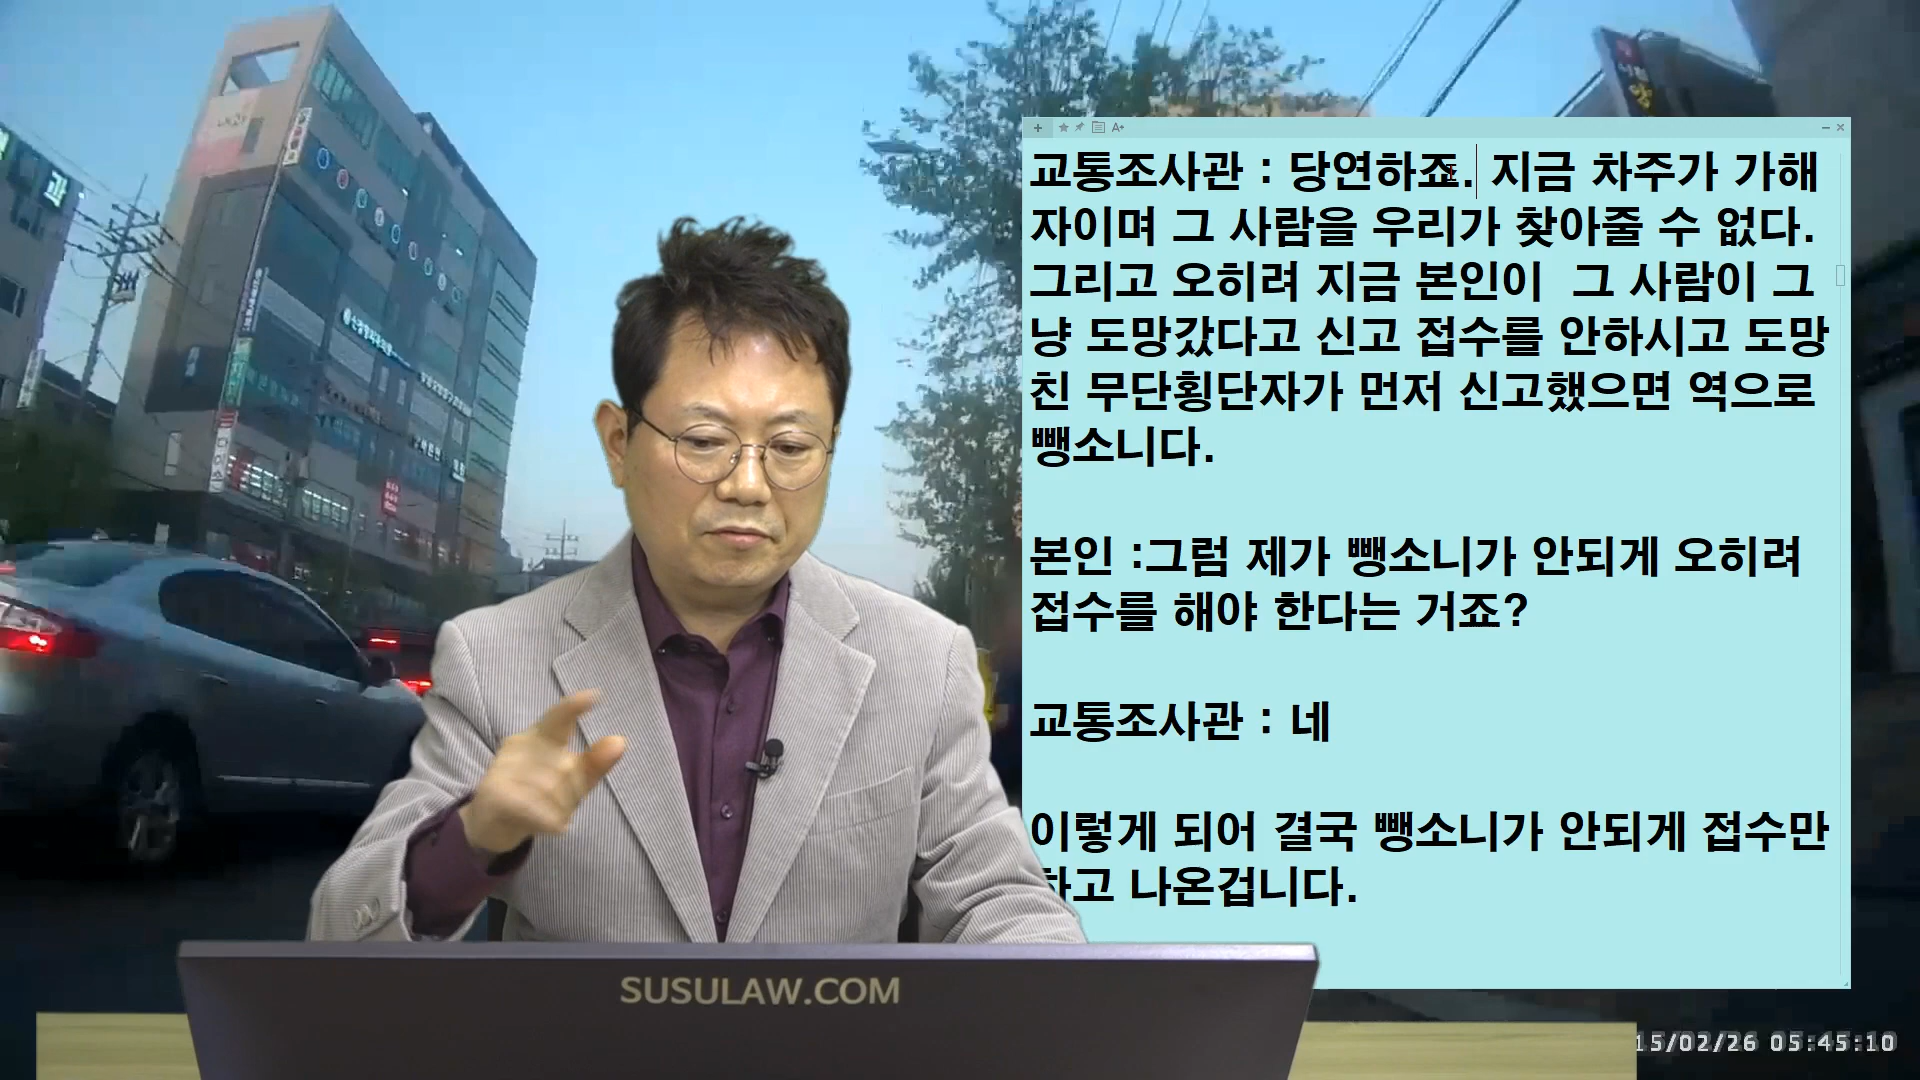 교통조사관 : 당연하죠. 지금 차주가 가해
자이며 그 사람을 우리가 찾아줄 수 없다.
그리고 오히려 지금 본인이  그 사람이 그
냥 도망갔다고 신고 접수를 안하시고 도망
친 무단횡단자가 먼저 신고했으면 역으로
뺑소니다.
본인 :그럼 제가 뺑소니가 안되게 오히려
접수를 해야 한다는 거죠?
교통조사관 : 네
이렇게 되어 결국 뺑소니가 안되게 접수만
하고 나온겁니다.
SUSULAW.COM
15/02/26 05:45:10